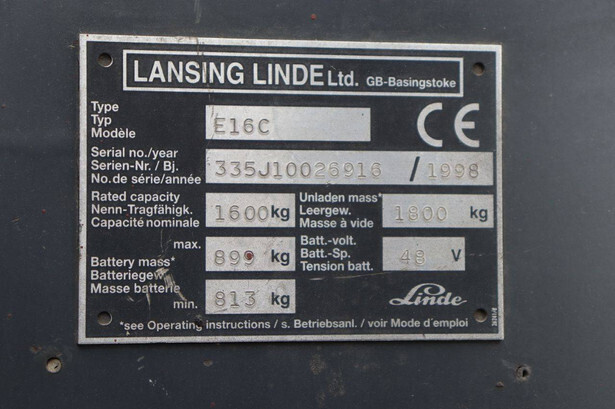 LANSING LINDE Ltd. GB-Basingstoke
Type
Typ
Modèle
E16C
CE
Serial no./year
Serien-Nr. / Bj.
No. de série/année
335J10026916 / 1998
Rated capacity
Nenn-Tragfähigk.
Capacité nominale
1600 kg
Unladen mass*
Leergew.
Masse à vide
1800 kg
max.
Battery mass*
Batteriegew
Masse batterie
min.
kg
813 kg
Batt.-volt.
Batt.-Sp.
Tension batt.
48 V
Linde
*see Operating instructions / s. Betriebsanl. / voir Mode d'emploi